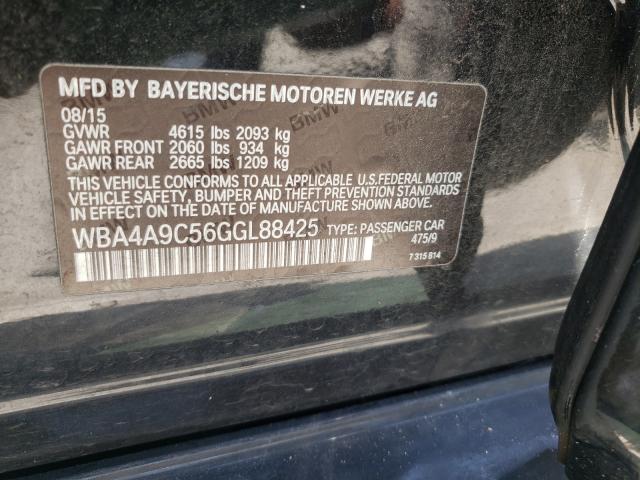 MFD BY BAYERISCHE MOTOREN WERKE AG
08/15
GVWR 4615 lbs 2093 kg
GAWR FRONT 2060 lbs 934 kg
GAWR REAR 2665 lbs 1209 kg
THIS VEHICLE CONFORMS TO ALL APPLICABLE U.S.FEDERAL MOTOR
VEHICLE SAFETY, BUMPER, AND THEFT PREVENTION STANDARDS
IN EFFECT ON THE DATE OF MANUFACTURE SHOWN ABOVE.
WBA4A9C56GGL88425 TYPE: PASSENGER CAR
475/9
7 315 814